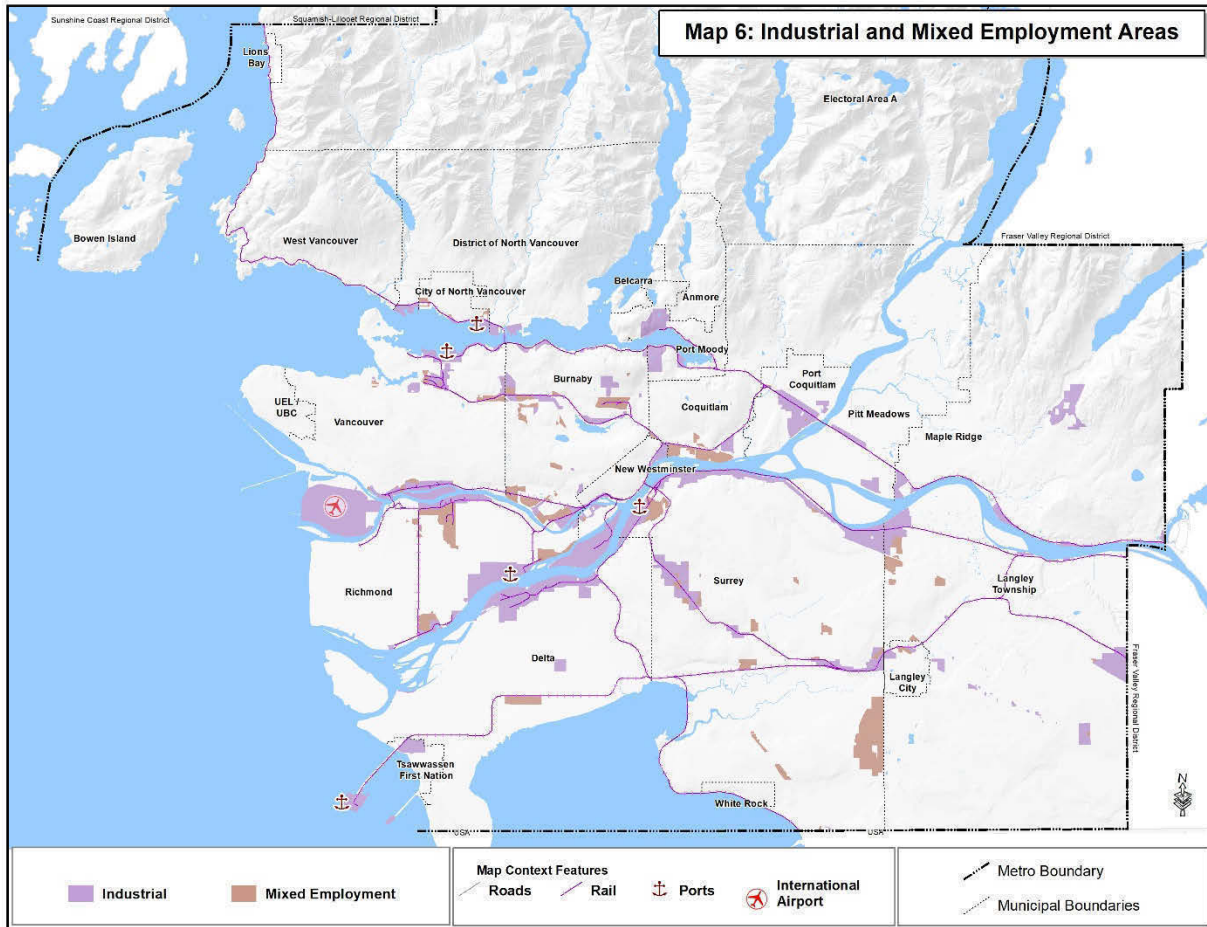 Map 6: Industrial and Mixed Employment Areas
Sunshine Coast Regional District
Squamish-Lillooet Regional District
Lions
Bay
Electoral Area A
Bowen Island
West Vancouver
District of North Vancouver
Fraser Valley Regional District
City of North Vancouver
Belcarra
Anmore
Port Moody
Burnaby
Port
Coquitlam
UEL /
UBC
Vancouver
Coquitlam
Pitt Meadows
Maple Ridge
New Westminster
Richmond
Surrey
Langley
Township
Delta
Langley
City
Fraser Valley Regional District
Tsawwassen
First Nation
White Rock
N
USA
USA
Industrial
Mixed Employment
Map Context Features
Roads
Rail
Ports
International
Airport
Metro Boundary
Municipal Boundaries